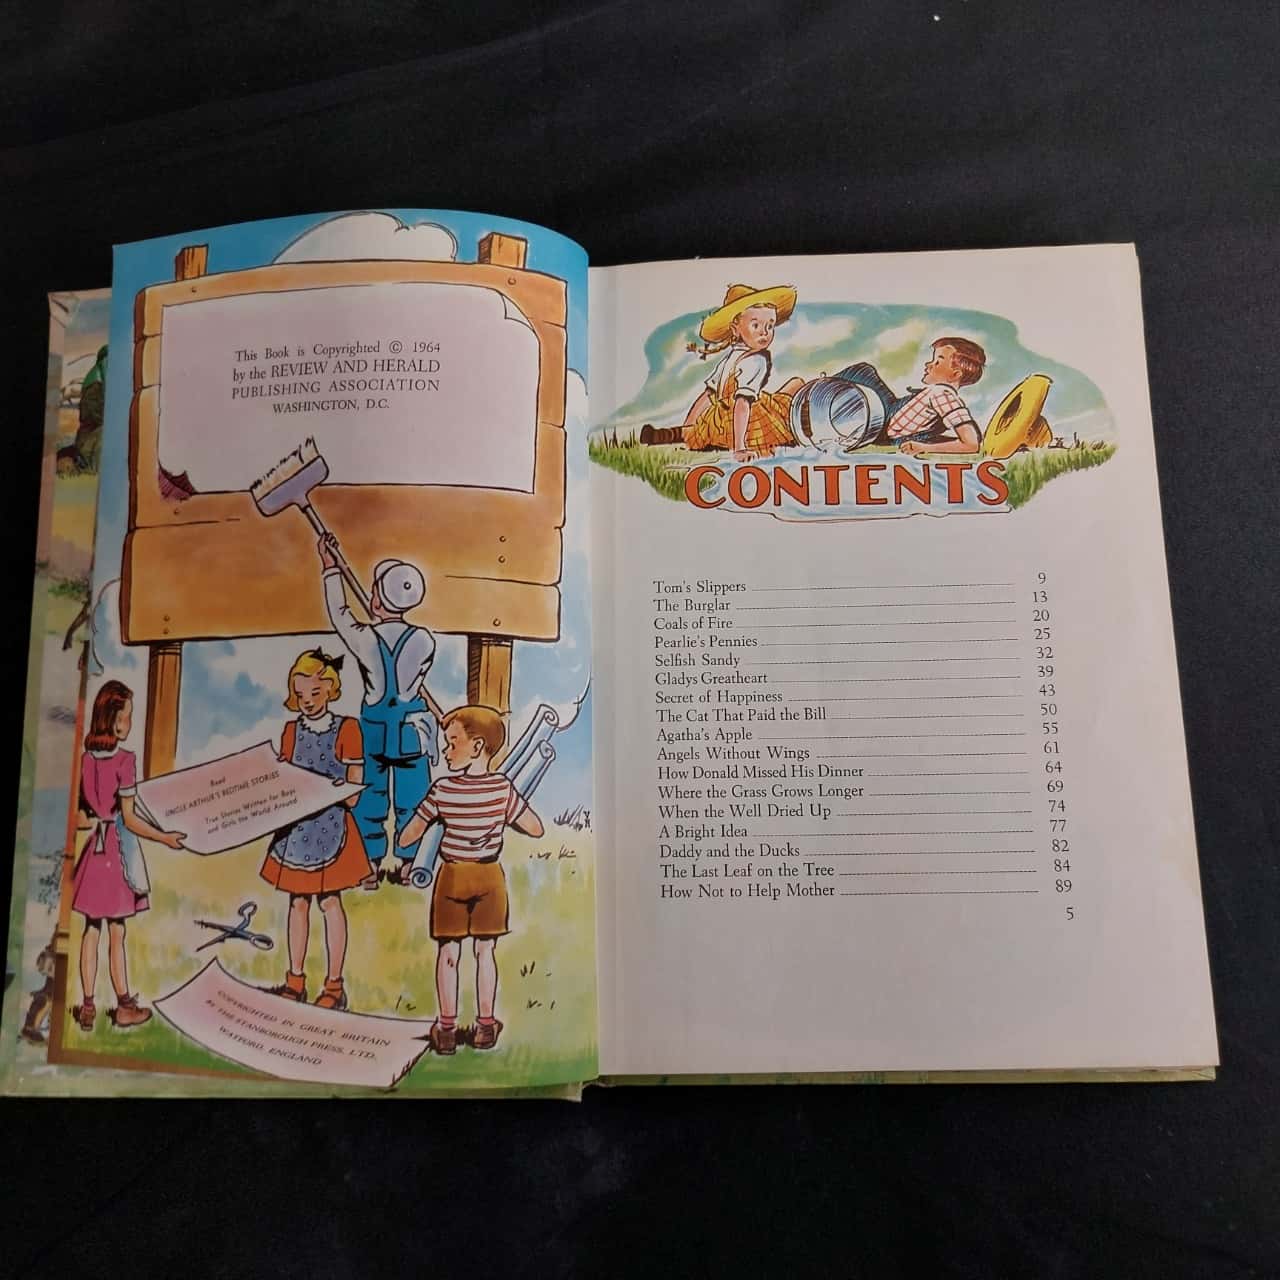 This Book is Copyrighted © 1964
by the REVIEW AND HERALD
PUBLISHING ASSOCIATION
WASHINGTON, D.C.
Read
UNCLE ARTHUR'S BEDTIME STORIES
True Stories Written for Boys
and Girls the World Around
COPYRIGHTED IN GREAT BRITAIN
BY THE STANBOROUGH PRESS, LTD.
WATFORD, ENGLAND
CONTENTS
Tom's Slippers 9
The Burglar 13
Coals of Fire 20
Pearlie's Pennies 25
Selfish Sandy 32
Gladys Greatheart 39
Secret of Happiness 43
The Cat That Paid the Bill 50
Agatha's Apple 55
Angels Without Wings 61
How Donald Missed His Dinner 64
Where the Grass Grows Longer 69
When the Well Dried Up 74
A Bright Idea 77
Daddy and the Ducks 82
The Last Leaf on the Tree 84
How Not to Help Mother 89
5